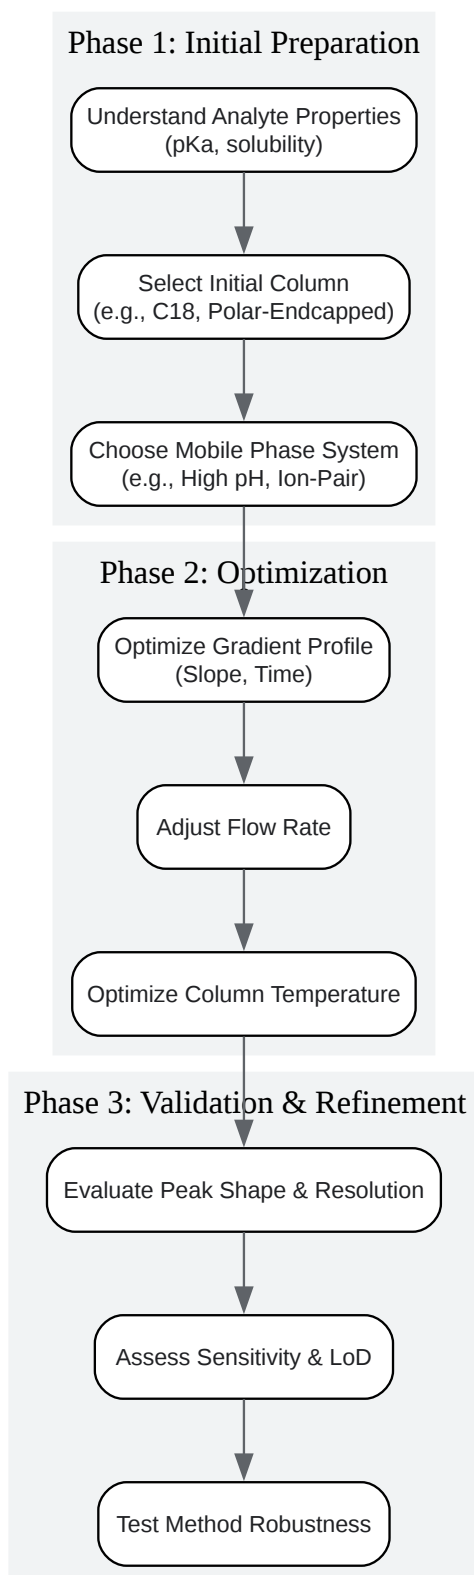 Phase 1: Initial Preparation
Understand Analyte Properties
(pKa, solubility)
Select Initial Column
(e.g., C18, Polar-Endcapped)
Choose Mobile Phase System
(e.g., High pH, Ion-Pair)
Phase 2: Optimization
Optimize Gradient Profile
(Slope, Time)
Adjust Flow Rate
Optimize Column Temperature
Phase 3: Validation & Refinement
Evaluate Peak Shape & Resolution
Assess Sensitivity & LoD
Test Method Robustness